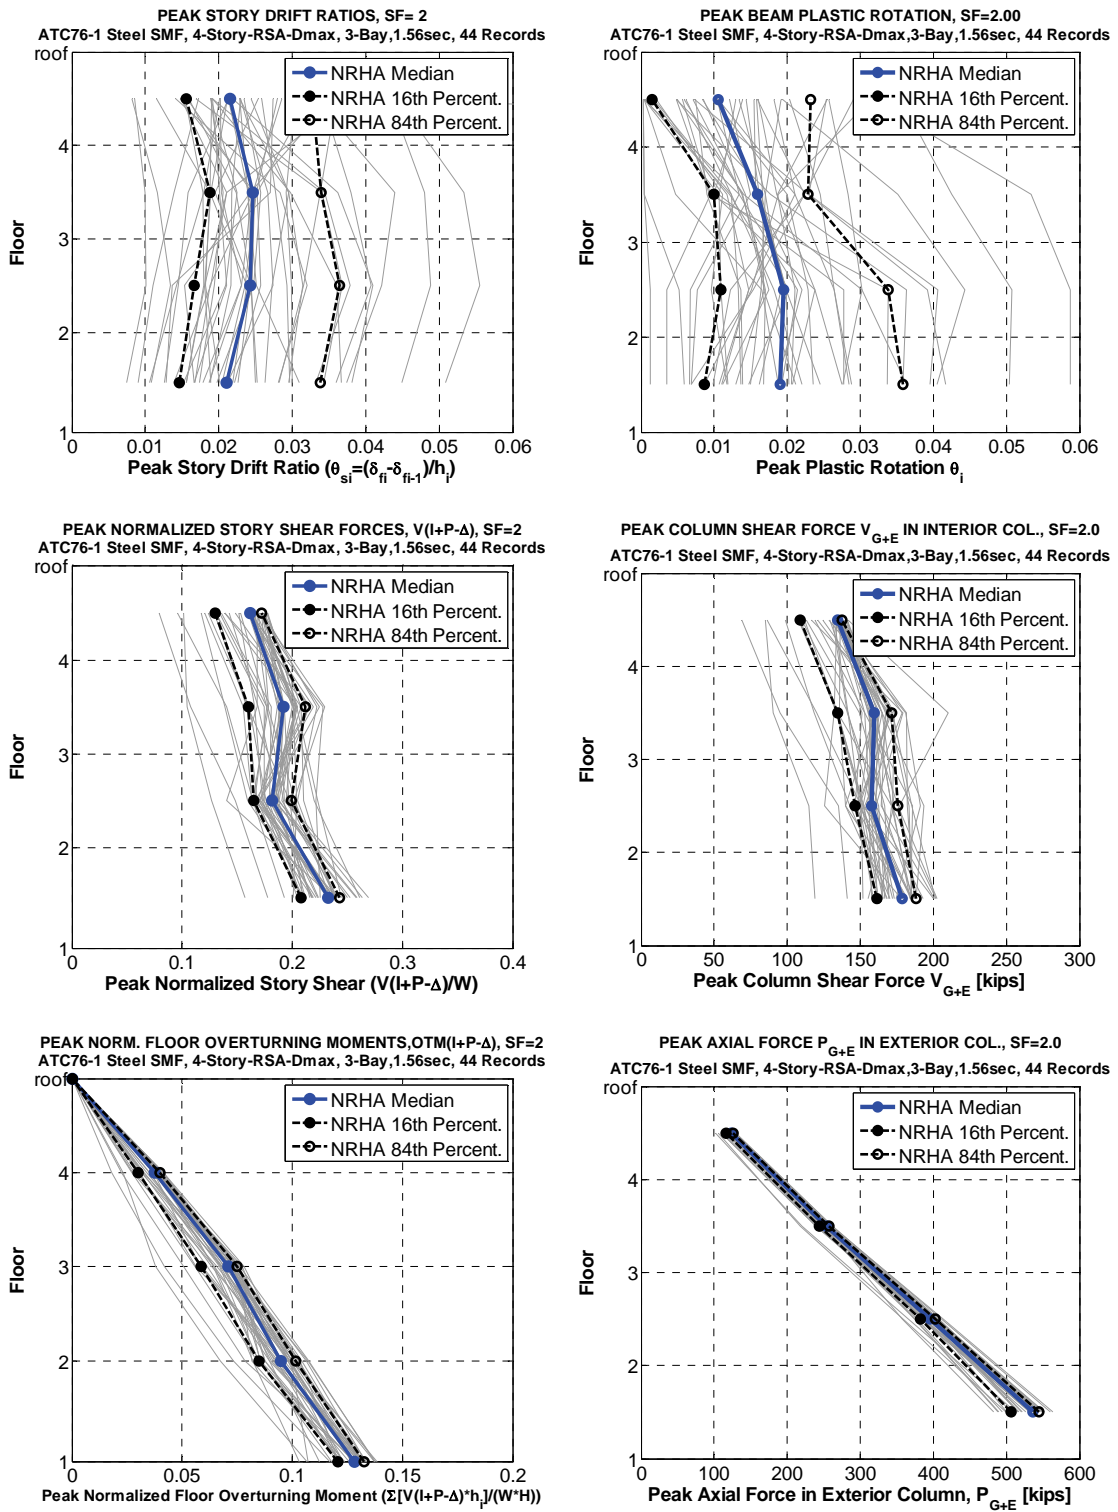 PEAK STORY DRIFT RATIOS, SF= 2
ATC76-1 Steel SMF, 4-Story-RSA-Dmax, 3-Bay,1.56sec, 44 Records
roof
4
3
2
1
Floor
NRHA Median
NRHA 16th Percent.
NRHA 84th Percent.
0 0.01 0.02 0.03 0.04 0.05 0.06
Peak Story Drift Ratio (θsi=(δfi-δfi-1)/hi)
PEAK BEAM PLASTIC ROTATION, SF=2.00
ATC76-1 Steel SMF, 4-Story-RSA-Dmax,3-Bay,1.56sec, 44 Records
roof
4
3
2
1
Floor
NRHA Median
NRHA 16th Percent.
NRHA 84th Percent.
0 0.01 0.02 0.03 0.04 0.05 0.06
Peak Plastic Rotation θi
PEAK NORMALIZED STORY SHEAR FORCES, V(I+P-Δ), SF=2
ATC76-1 Steel SMF, 4-Story-RSA-Dmax, 3-Bay,1.56sec, 44 Records
roof
4
3
2
1
Floor
NRHA Median
NRHA 16th Percent.
NRHA 84th Percent.
0 0.1 0.2 0.3 0.4
Peak Normalized Story Shear (V(I+P-Δ)/W)
PEAK COLUMN SHEAR FORCE VG+E IN INTERIOR COL., SF=2.0
ATC76-1 Steel SMF, 4-Story-RSA-Dmax,3-Bay,1.56sec, 44 Records
roof
4
3
2
1
Floor
NRHA Median
NRHA 16th Percent.
NRHA 84th Percent.
0 50 100 150 200 250 300
Peak Column Shear Force VG+E [kips]
PEAK NORM. FLOOR OVERTURNING MOMENTS,OTM(I+P-Δ), SF=2
ATC76-1 Steel SMF, 4-Story-RSA-Dmax, 3-Bay,1.56sec, 44 Records
roof
4
3
2
1
Floor
NRHA Median
NRHA 16th Percent.
NRHA 84th Percent.
0 0.05 0.1 0.15 0.2
Peak Normalized Floor Overturning Moment (Σ[V(I+P-Δ)*hi]/(W*H))
PEAK AXIAL FORCE PG+E IN EXTERIOR COL., SF=2.0
ATC76-1 Steel SMF, 4-Story-RSA-Dmax,3-Bay,1.56sec, 44 Records
roof
4
3
2
1
Floor
NRHA Median
NRHA 16th Percent.
NRHA 84th Percent.
0 100 200 300 400 500 600
Peak Axial Force in Exterior Column, PG+E [kips]